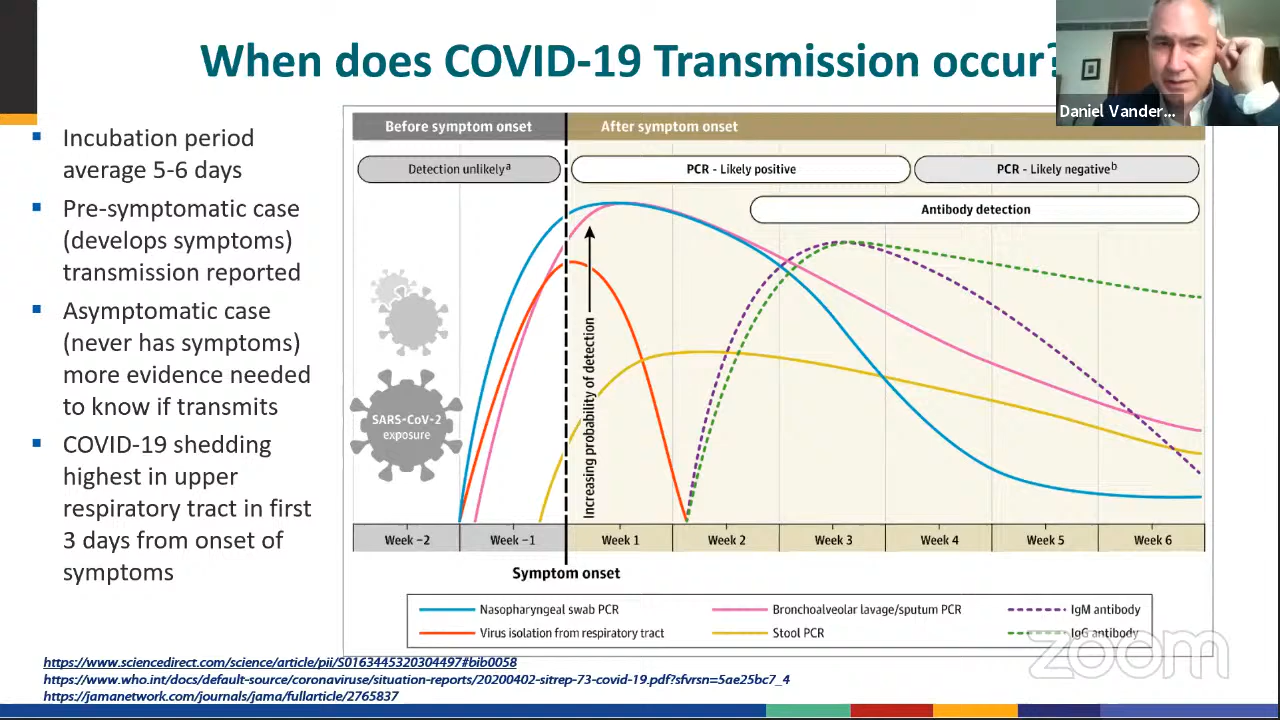 When does COVID-19 Transmission occur?
Daniel Vander...
▪ Incubation period
average 5-6 days
▪ Pre-symptomatic case
(develops symptoms)
transmission reported
▪ Asymptomatic case
(never has symptoms)
more evidence needed
to know if transmits
▪ COVID-19 shedding
highest in upper
respiratory tract in first
3 days from onset of
symptoms
Before symptom onset
After symptom onset
Detection unlikelyᵃ
PCR - Likely positive
PCR - Likely negativeᵇ
Antibody detection
SARS-CoV-2
exposure
Increasing probability of detection
Week −2
Week −1
Week 1
Week 2
Week 3
Week 4
Week 5
Week 6
Symptom onset
Nasopharyngeal swab PCR
Bronchoalveolar lavage/sputum PCR
IgM antibody
Virus isolation from respiratory tract
Stool PCR
IgG antibody
zoom
https://www.sciencedirect.com/science/article/pii/S0163445320304497#bib0058
https://www.who.int/docs/default-source/coronaviruse/situation-reports/20200402-sitrep-73-covid-19.pdf?sfvrsn=5ae25bc7_4
https://jamanetwork.com/journals/jama/fullarticle/2765837